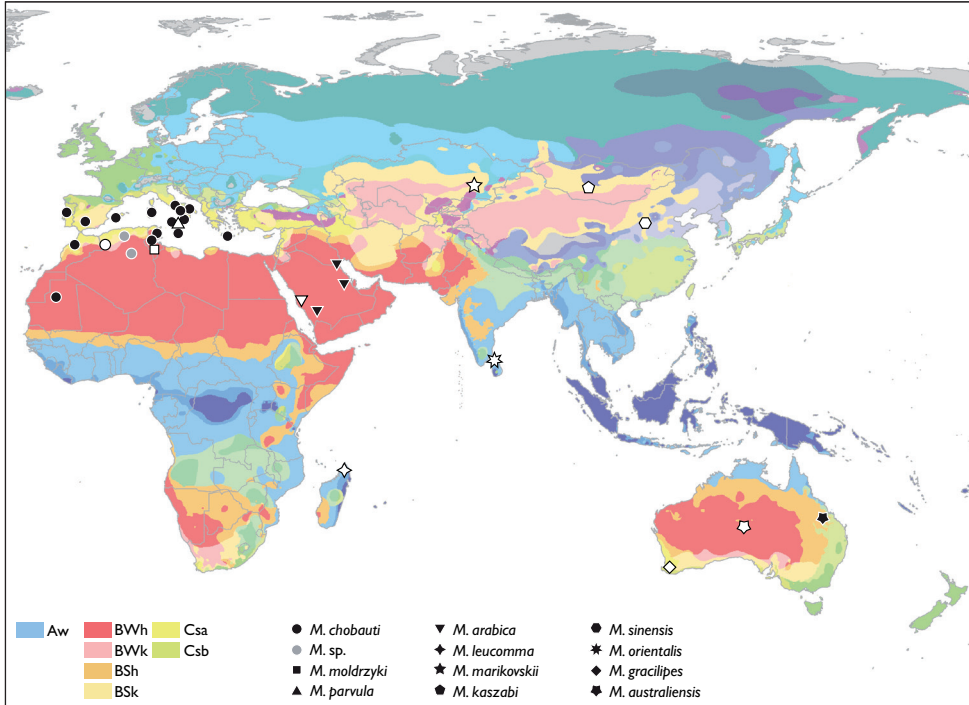 Aw
BWh
BWk
BSh
BSk
Csa
Csb
M. chobauti
M. sp.
M. moldrzyki
M. parvula
M. arabica
M. leucomma
M. marikovskii
M. kaszabi
M. sinensis
M. orientalis
M. gracilipes
M. australiensis